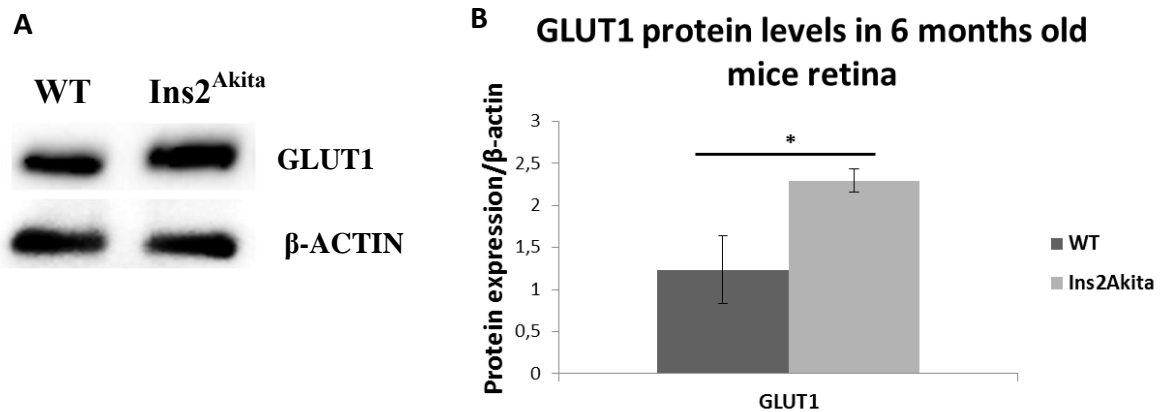 A
WT Ins2Akita
GLUT1
β-ACTIN
B
GLUT1 protein levels in 6 months old
mice retina
Protein expression/β-actin
3
2,5
2
1,5
1
0,5
0
*
GLUT1
WT
Ins2Akita